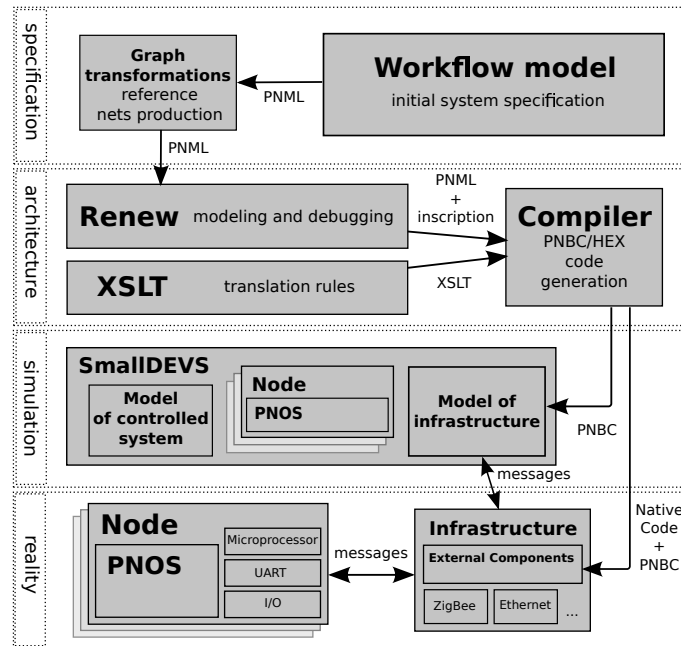 specification
Graph
transformations
reference
nets production
PNML
Workflow model
initial system specification
PNML
architecture
Renew modeling and debugging
PNML
+
inscription
Compiler
PNBC/HEX
code
generation
XSLT translation rules
XSLT
simulation
SmallDEVS
Model
of controlled
system
Node
PNOS
Model of
infrastructure
PNBC
messages
reality
Node
PNOS
Microprocessor
UART
I/O
messages
Infrastructure
External Components
ZigBee
Ethernet
...
Native
Code
+
PNBC